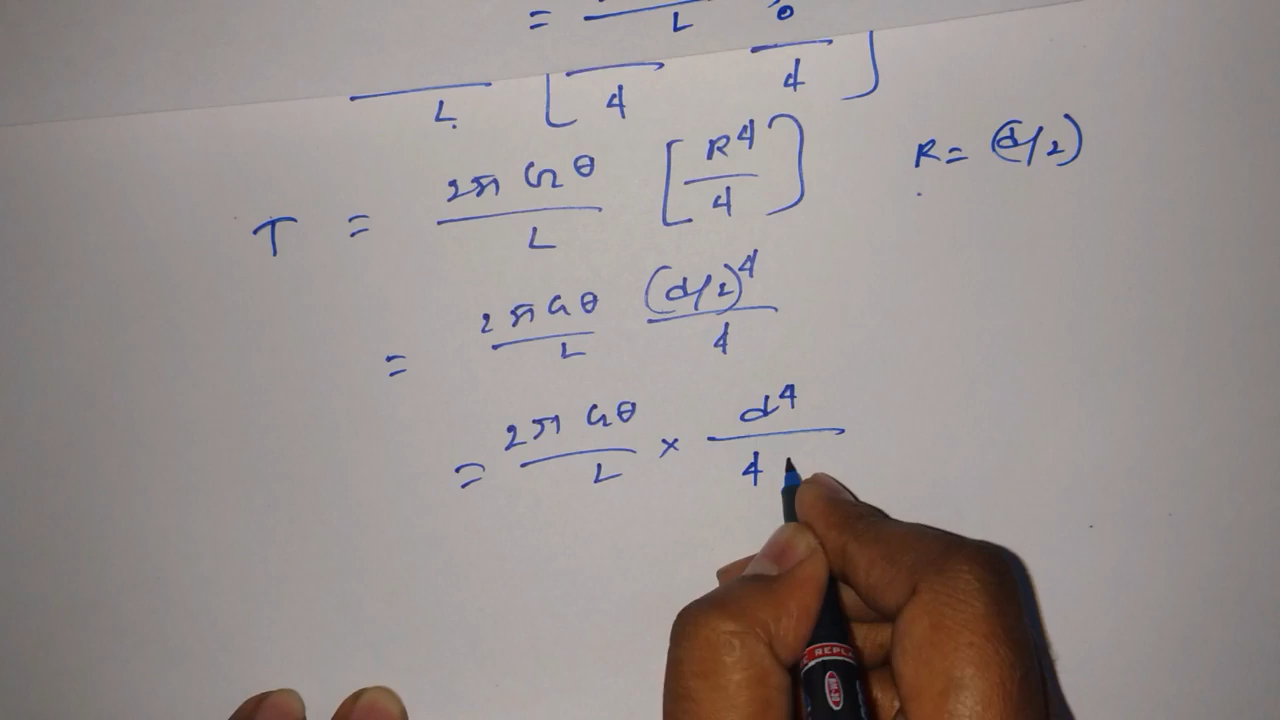 = ── L
── L [ ── 4 0 ── 4 ]
T = 2π Gθ / L [ R⁴ / 4 ] R = (d/2)
= 2π Gθ / L (d/2)⁴ / 4
= 2π Gθ / L × d⁴ / 4
REPLA